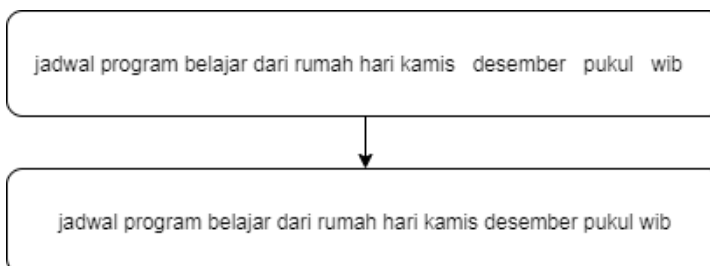 jadwal program belajar dari rumah hari kamis   desember   pukul   wib
jadwal program belajar dari rumah hari kamis desember pukul wib